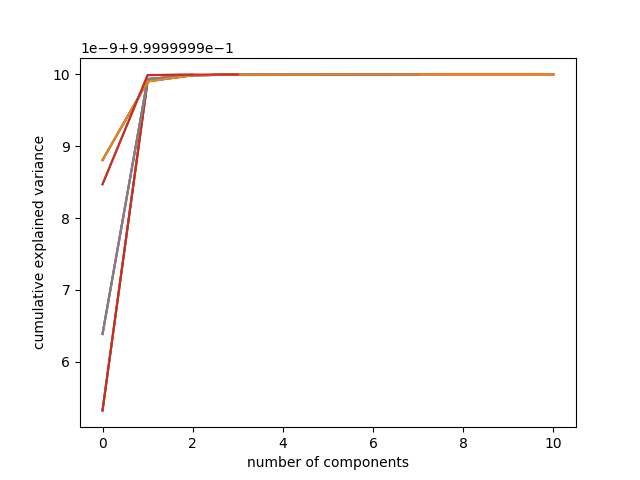 1e−9+9.9999999e−1
10
9
8
7
6
cumulative explained variance
0 2 4 6 8 10
number of components